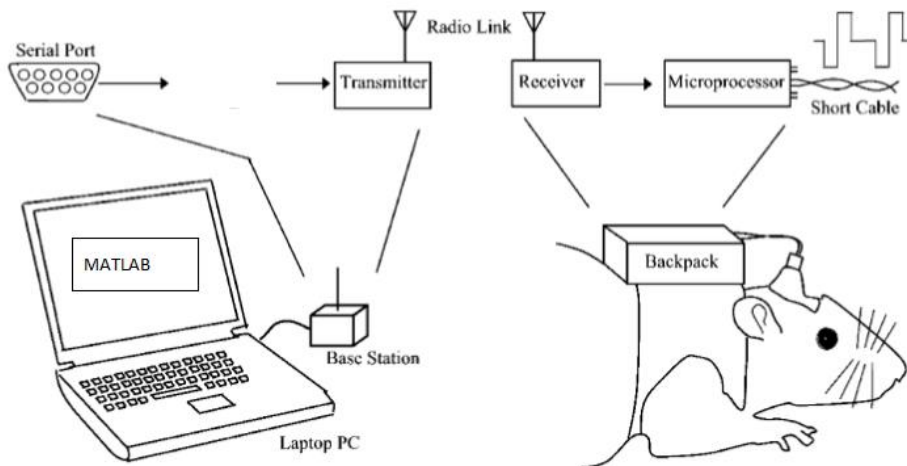 Serial Port
Radio Link
Transmitter
Receiver
Microprocessor
Short Cable
MATLAB
Backpack
Base Station
Laptop PC